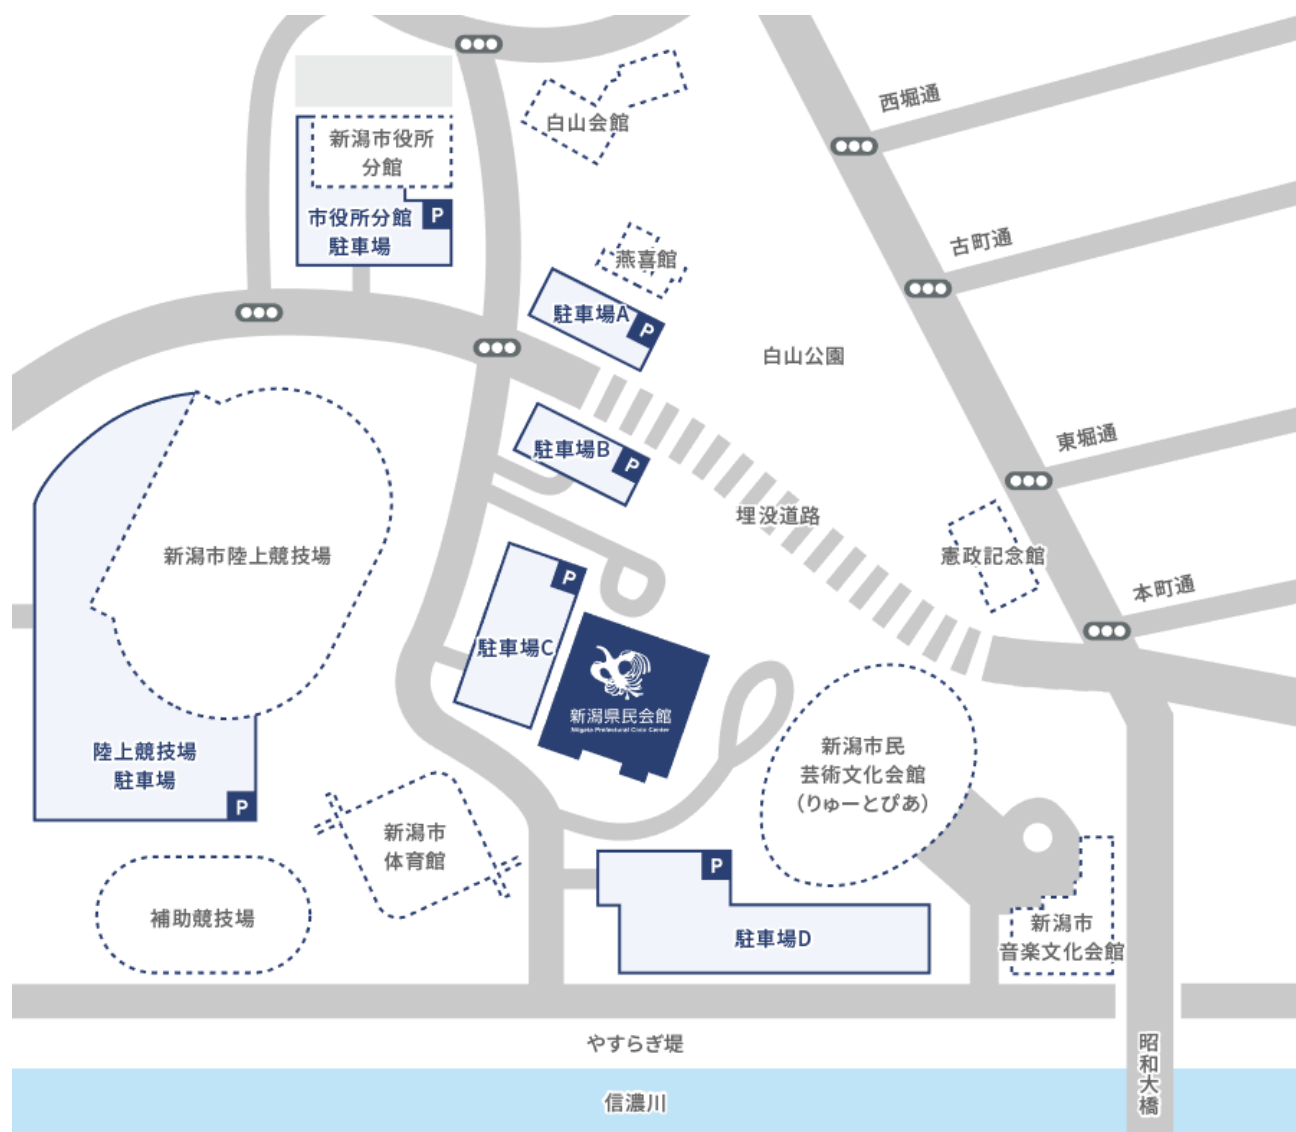 西堀通
白山会館
新潟市役所
分館
市役所分館
駐車場
P
古町通
燕喜館
駐車場A
P
白山公園
東堀通
駐車場B
P
埋没道路
新潟市陸上競技場
憲政記念館
本町通
P
駐車場C
新潟県民会館
Niigata Prefectural Civic Center
陸上競技場
駐車場
P
新潟市民
芸術文化会館
（りゅーとぴあ）
新潟市
体育館
P
駐車場D
補助競技場
新潟市
音楽文化会館
やすらぎ堤
昭和大橋
信濃川